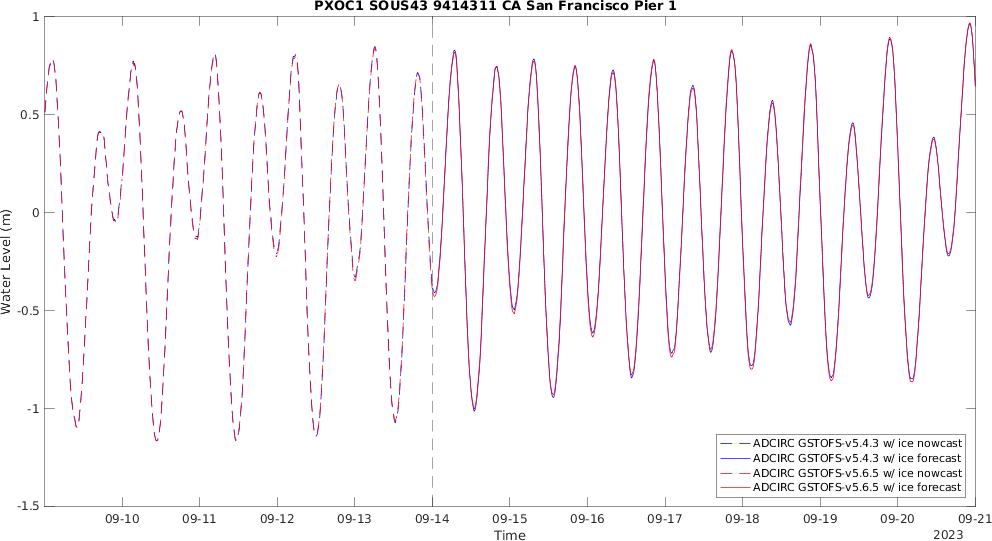 PXOC1 SOUS43 9414311 CA San Francisco Pier 1
Water Level (m)
1
0.5
0
-0.5
-1
-1.5
09-10 09-11 09-12 09-13 09-14 09-15 09-16 09-17 09-18 09-19 09-20 09-21
Time
2023
ADCIRC GSTOFS-v5.4.3 w/ ice nowcast
ADCIRC GSTOFS-v5.4.3 w/ ice forecast
ADCIRC GSTOFS-v5.6.5 w/ ice nowcast
ADCIRC GSTOFS-v5.6.5 w/ ice forecast